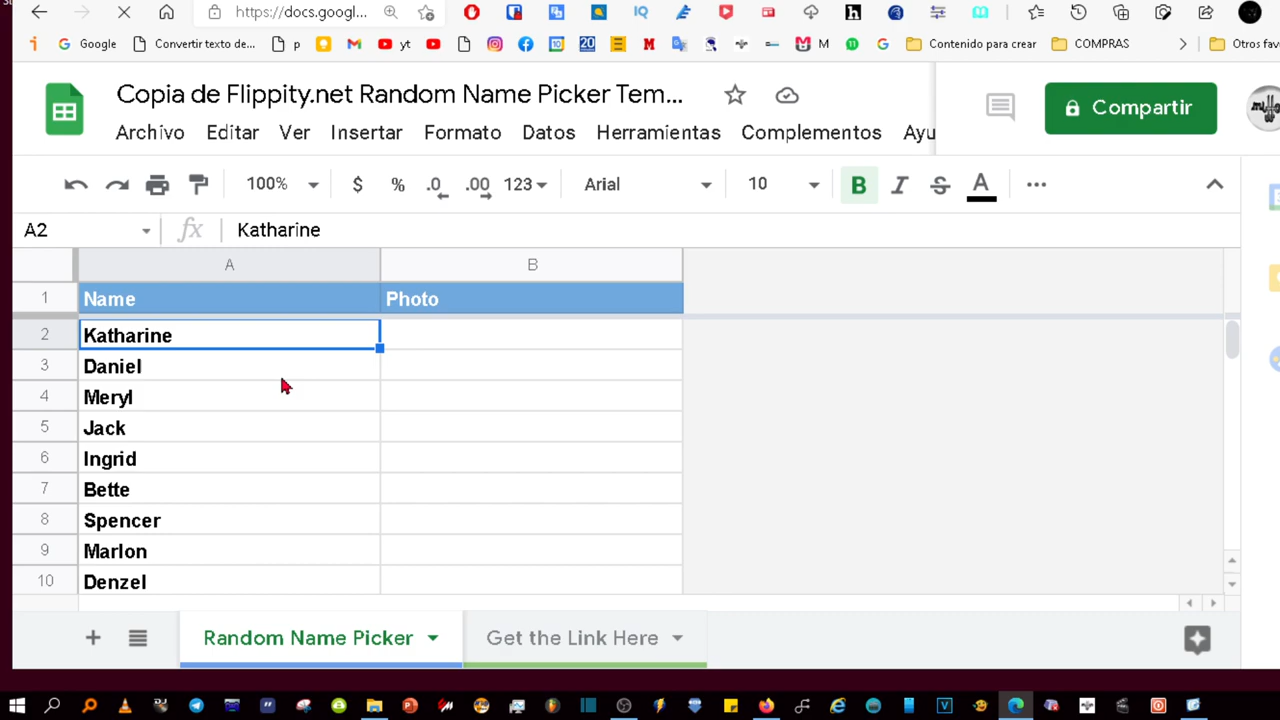 https://docs.googl...
Google
Convertir texto de...
p
yt
20
M
M
Contenido para crear
COMPRAS
Otros fav
Copia de Flippity.net Random Name Picker Tem...
Archivo Editar Ver Insertar Formato Datos Herramientas Complementos Ayu
Compartir
100% $ % .0 .00 123 Arial 10 B I S A
A2 fx Katharine
A B
1 Name Photo
2 Katharine
3 Daniel
4 Meryl
5 Jack
6 Ingrid
7 Bette
8 Spencer
9 Marlon
10 Denzel
Random Name Picker Get the Link Here